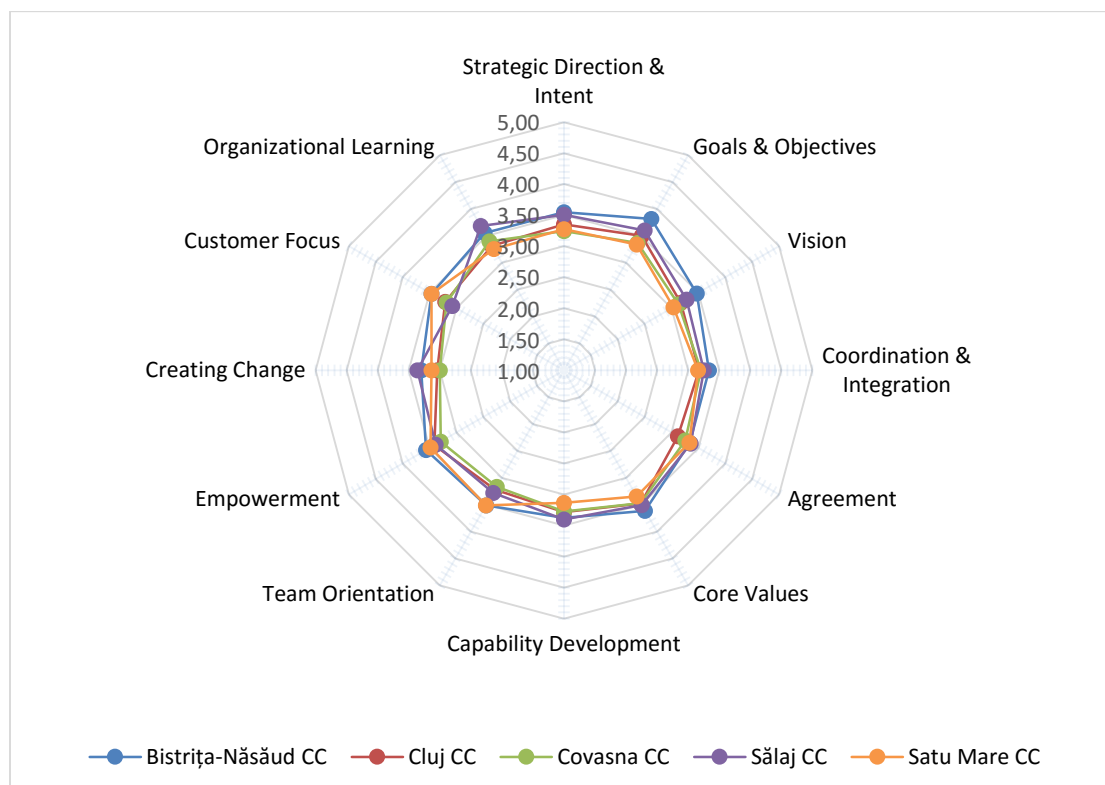 Strategic Direction &
Intent
Goals & Objectives
Vision
Coordination &
Integration
Agreement
Core Values
Capability Development
Team Orientation
Empowerment
Creating Change
Customer Focus
Organizational Learning
5,00
4,50
4,00
3,50
3,00
2,50
2,00
1,50
1,00
Bistrița-Năsăud CC
Cluj CC
Covasna CC
Sălaj CC
Satu Mare CC